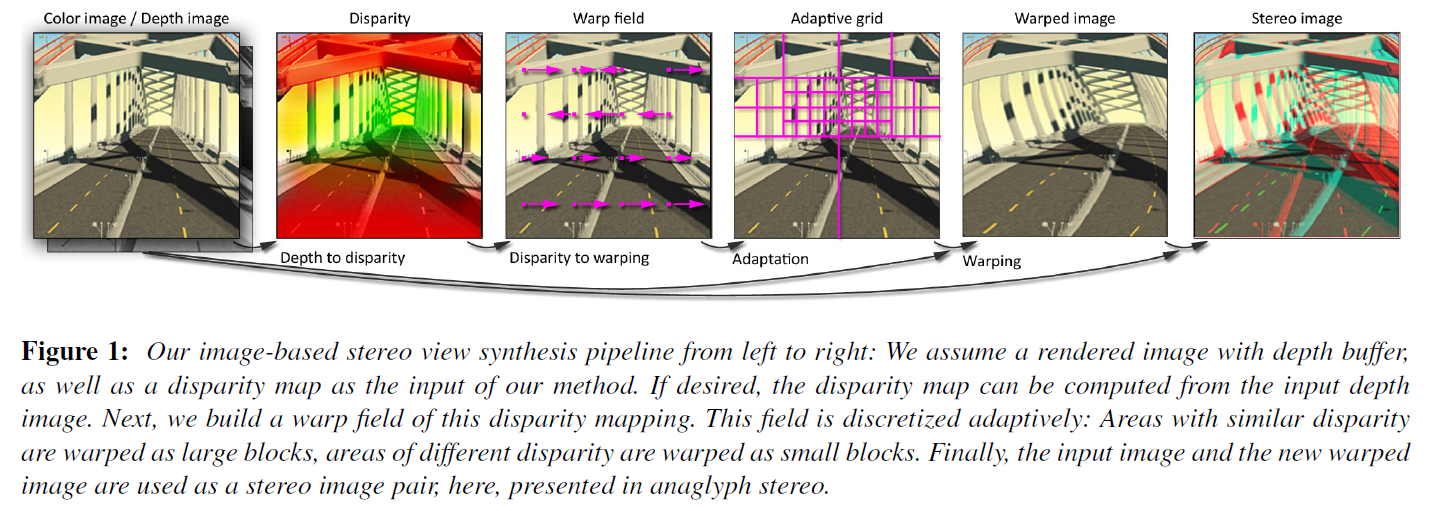 Color image / Depth image Disparity Warp field Adaptive grid Warped image Stereo image
Depth to disparity Disparity to warping Adaptation Warping
Figure 1: Our image-based stereo view synthesis pipeline from left to right: We assume a rendered image with depth buffer,
as well as a disparity map as the input of our method. If desired, the disparity map can be computed from the input depth
image. Next, we build a warp field of this disparity mapping. This field is discretized adaptively: Areas with similar disparity
are warped as large blocks, areas of different disparity are warped as small blocks. Finally, the input image and the new warped
image are used as a stereo image pair, here, presented in anaglyph stereo.